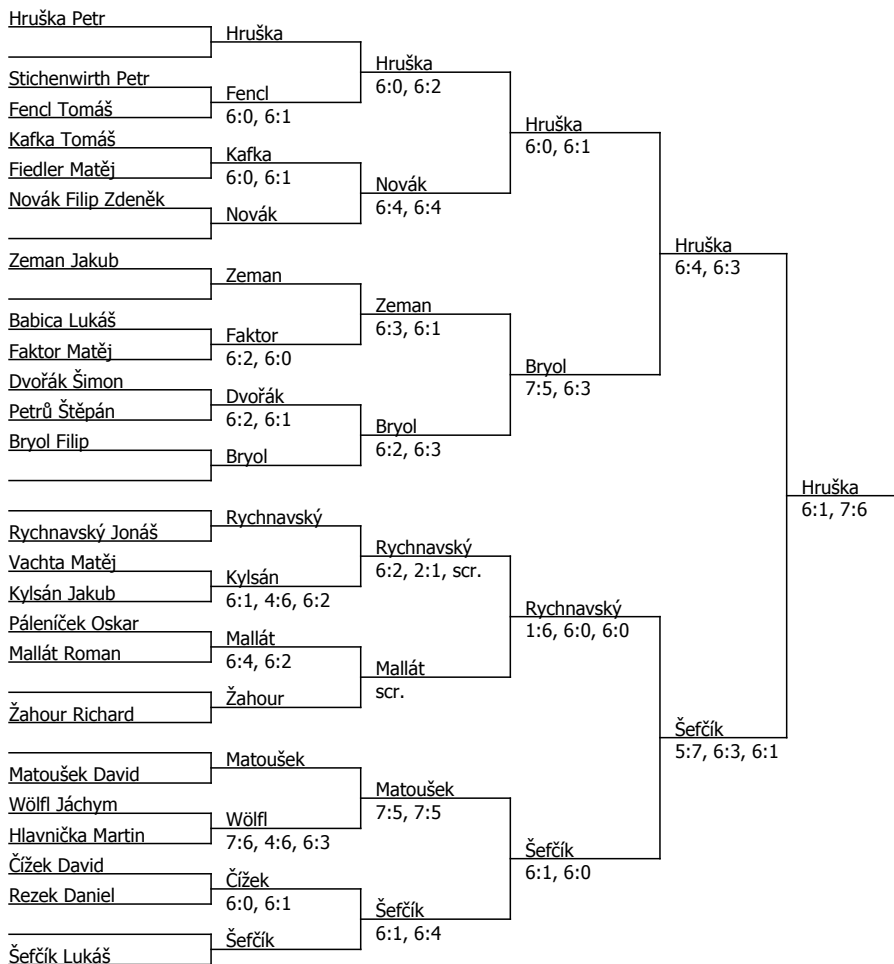 Hruška Petr
Stichenwirth Petr
Fencl Tomáš
Kafka Tomáš
Fiedler Matěj
Novák Filip Zdeněk
Zeman Jakub
Babica Lukáš
Faktor Matěj
Dvořák Šimon
Petrů Štěpán
Bryol Filip
Rychnavský Jonáš
Vachta Matěj
Kylsán Jakub
Páleníček Oskar
Mallát Roman
Žahour Richard
Matoušek David
Wölfl Jáchym
Hlavnička Martin
Čížek David
Rezek Daniel
Šefčík Lukáš
Hruška
Fencl
6:0, 6:1
Kafka
6:0, 6:1
Novák
Zeman
Faktor
6:2, 6:0
Dvořák
6:2, 6:1
Bryol
Rychnavský
Kylsán
6:1, 4:6, 6:2
Mallát
6:4, 6:2
Žahour
Matoušek
Wölfl
7:6, 4:6, 6:3
Čížek
6:0, 6:1
Šefčík
Hruška
6:0, 6:2
Novák
6:4, 6:4
Zeman
6:3, 6:1
Bryol
6:2, 6:3
Rychnavský
6:2, 2:1, scr.
Mallát
scr.
Matoušek
7:5, 7:5
Šefčík
6:1, 6:4
Hruška
6:0, 6:1
Bryol
7:5, 6:3
Rychnavský
1:6, 6:0, 6:0
Šefčík
6:1, 6:0
Hruška
6:4, 6:3
Šefčík
5:7, 6:3, 6:1
Hruška
6:1, 7:6